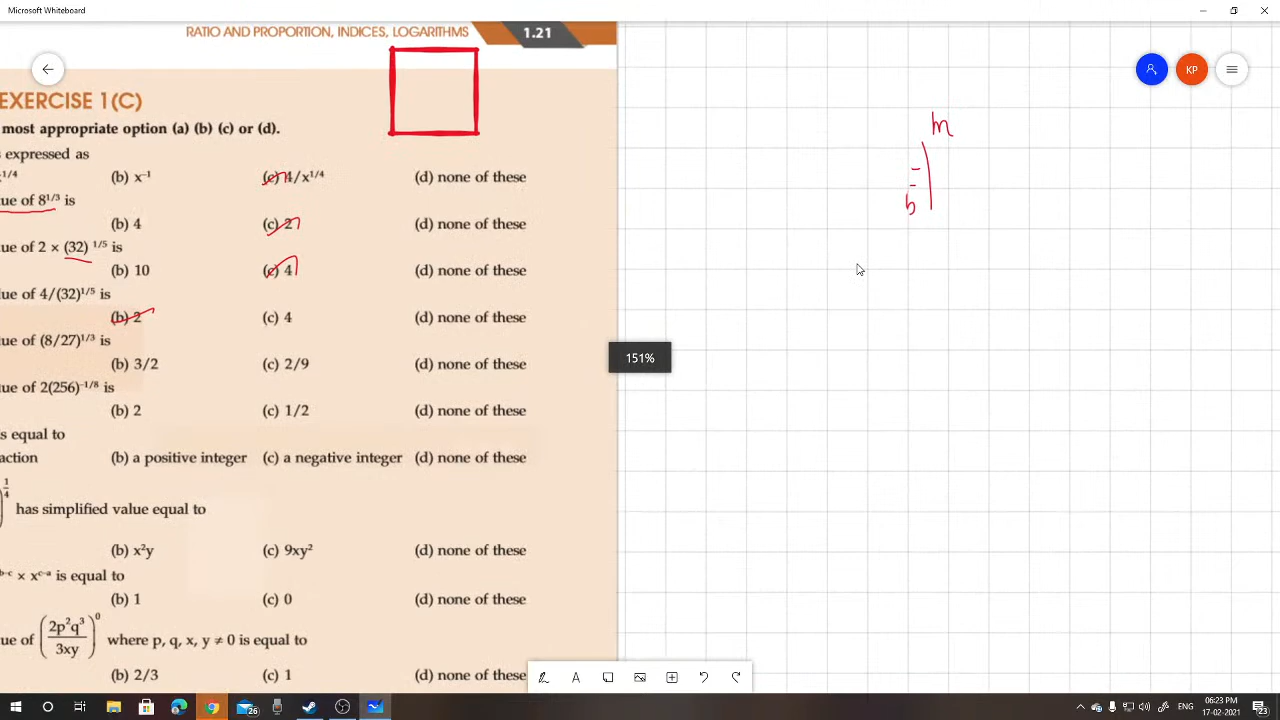 Microsoft Whiteboard
RATIO AND PROPORTION, INDICES, LOGARITHMS 1.21
KP
EXERCISE 1(C)
most appropriate option (a) (b) (c) or (d).
s expressed as
x^{1/4} (b) x^{-1} (c) 4/x^{1/4} (d) none of these
ue of 8^{1/3} is
(b) 4 (c) 2 (d) none of these
ue of 2 × (32)^{1/5} is
(b) 10 (c) 4 (d) none of these
lue of 4/(32)^{1/5} is
(b) 2 (c) 4 (d) none of these
ue of (8/27)^{1/3} is
(b) 3/2 (c) 2/9 (d) none of these
ue of 2(256)^{-1/8} is
(b) 2 (c) 1/2 (d) none of these
s equal to
action (b) a positive integer (c) a negative integer (d) none of these
)^{1/4} has simplified value equal to
(b) x²y (c) 9xy² (d) none of these
b-c × x^{c-a} is equal to
(b) 1 (c) 0 (d) none of these
ue of (2p²q³/3xy)^0 where p, q, x, y ≠ 0 is equal to
(b) 2/3 (c) 1 (d) none of these
m
b
151%
06:23 PM
17-02-2021
26
23